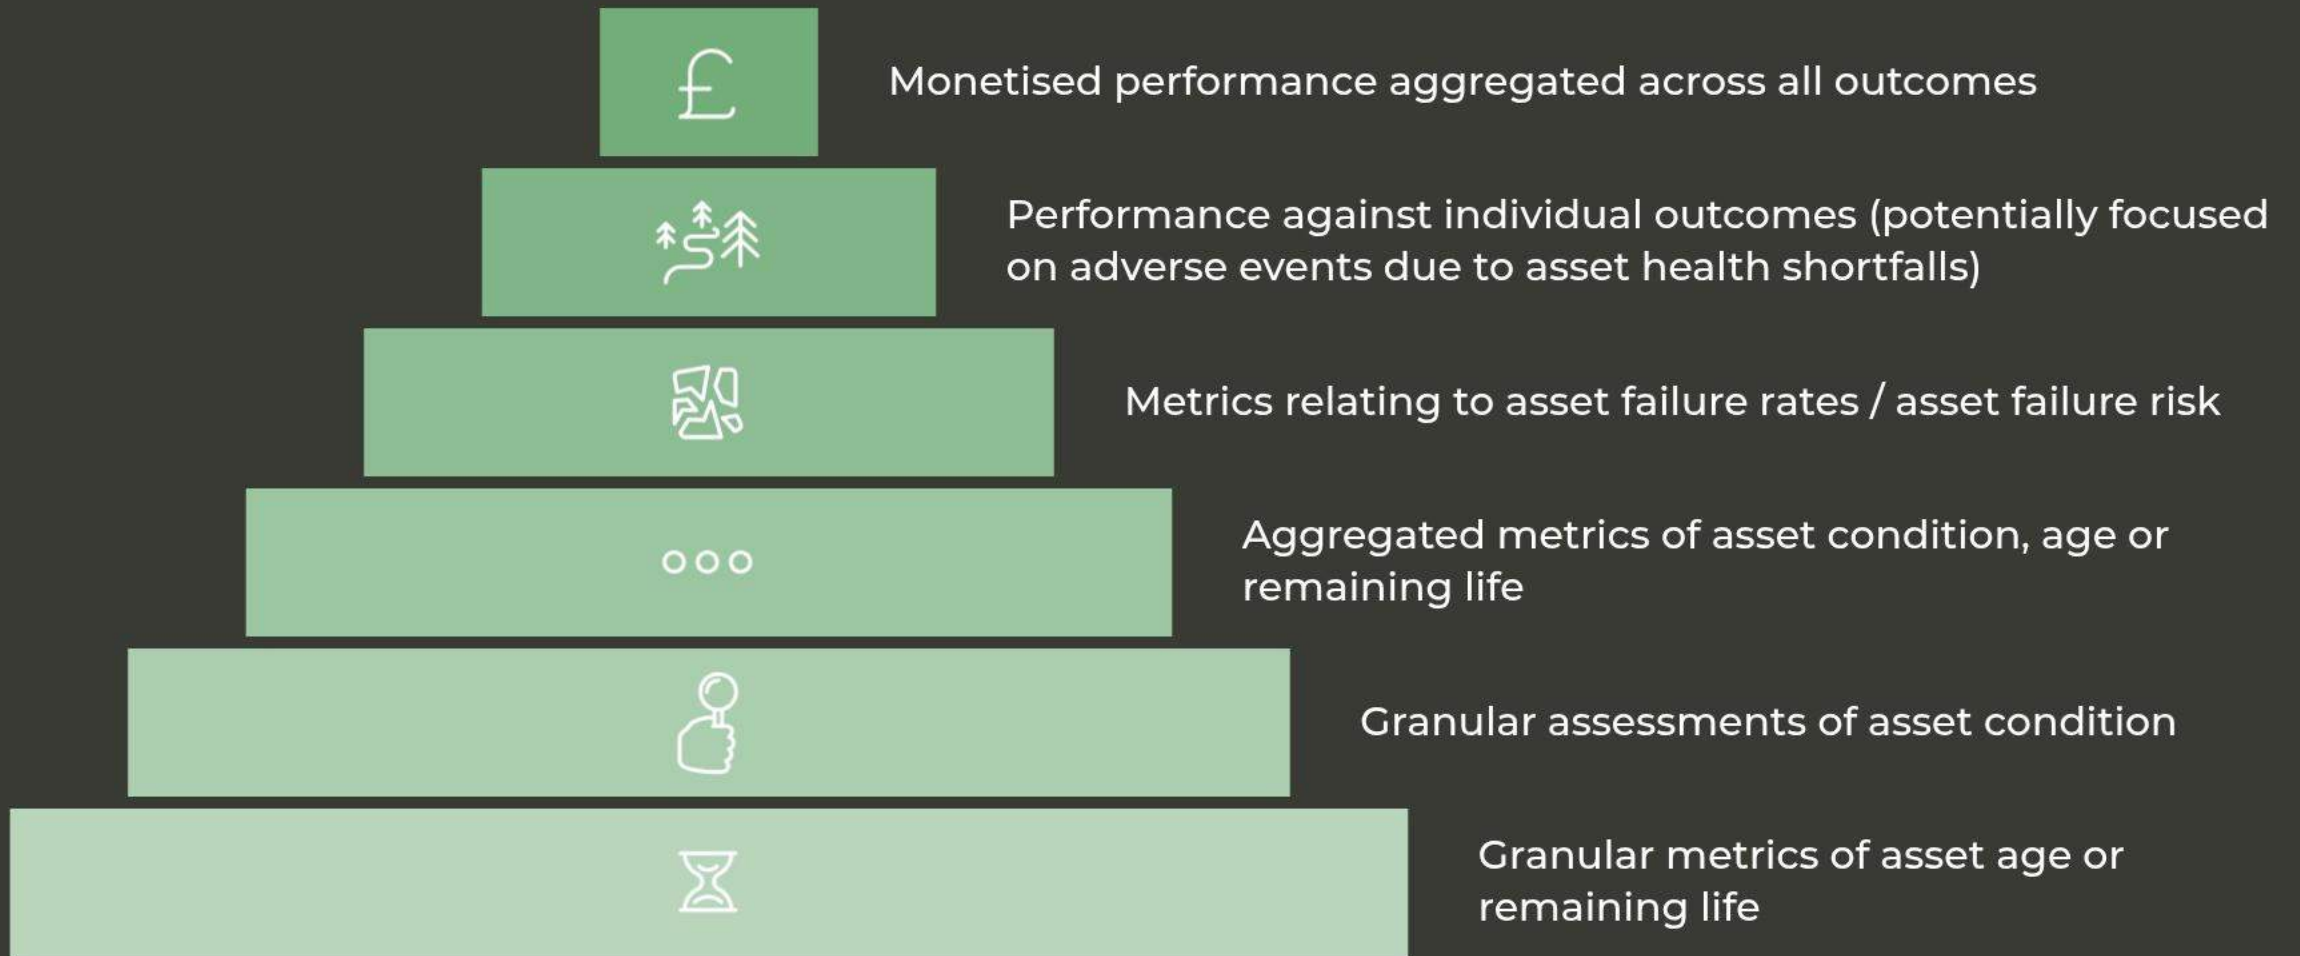 £
Monetised performance aggregated across all outcomes
Performance against individual outcomes (potentially focused
on adverse events due to asset health shortfalls)
Metrics relating to asset failure rates / asset failure risk
Aggregated metrics of asset condition, age or
remaining life
Granular assessments of asset condition
Granular metrics of asset age or
remaining life